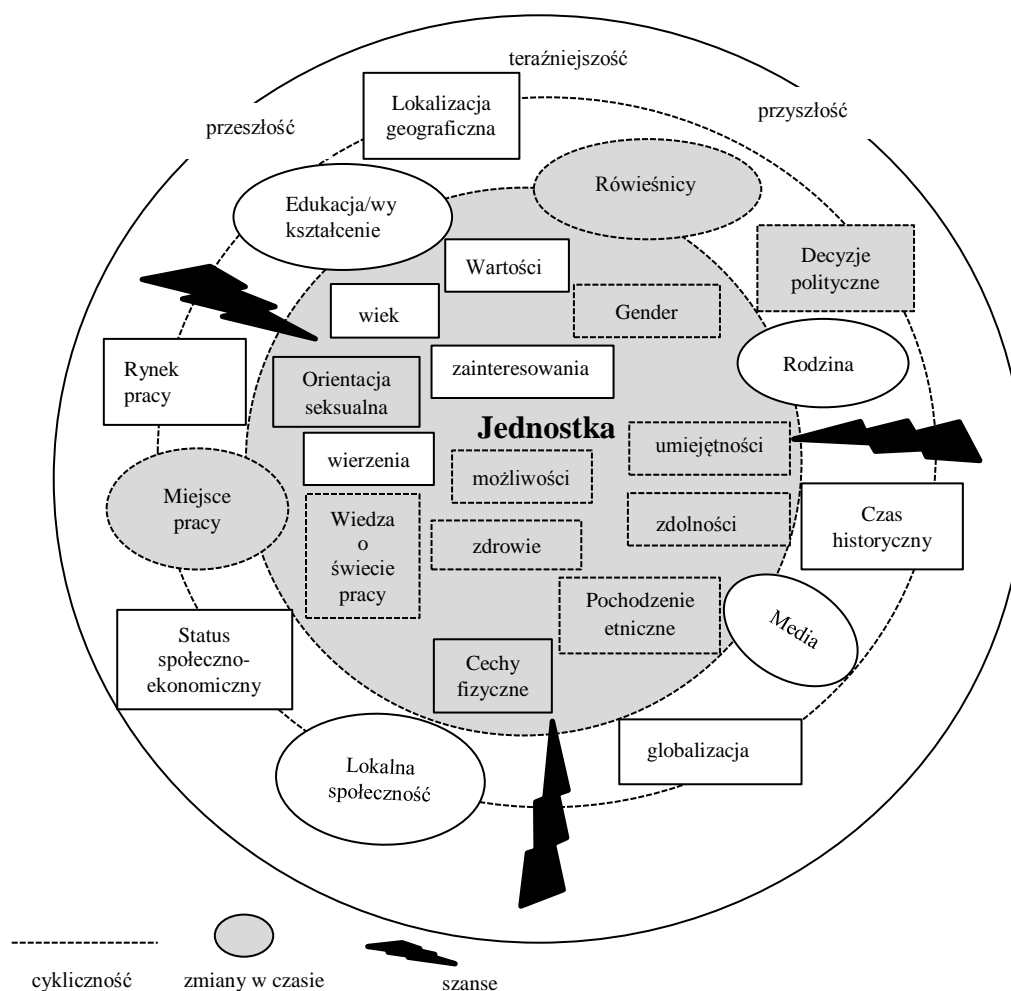 teraźniejszość
przeszłość
przyszłość
Lokalizacja
geograficzna
Rówieśnicy
Edukacja/wy
kształcenie
Wartości
Decyzje
polityczne
wiek
Gender
Rodzina
Rynek
pracy
Orientacja
seksualna
zainteresowania
Jednostka
umiejętności
wierzenia
możliwości
Miejsce
pracy
Wiedza
o
świecie
pracy
zdrowie
zdolności
Czas
historyczny
Pochodzenie
etniczne
Media
Status
społeczno-
ekonomiczny
Cechy
fizyczne
globalizacja
Lokalna
społeczność
cykliczność
zmiany w czasie
szanse